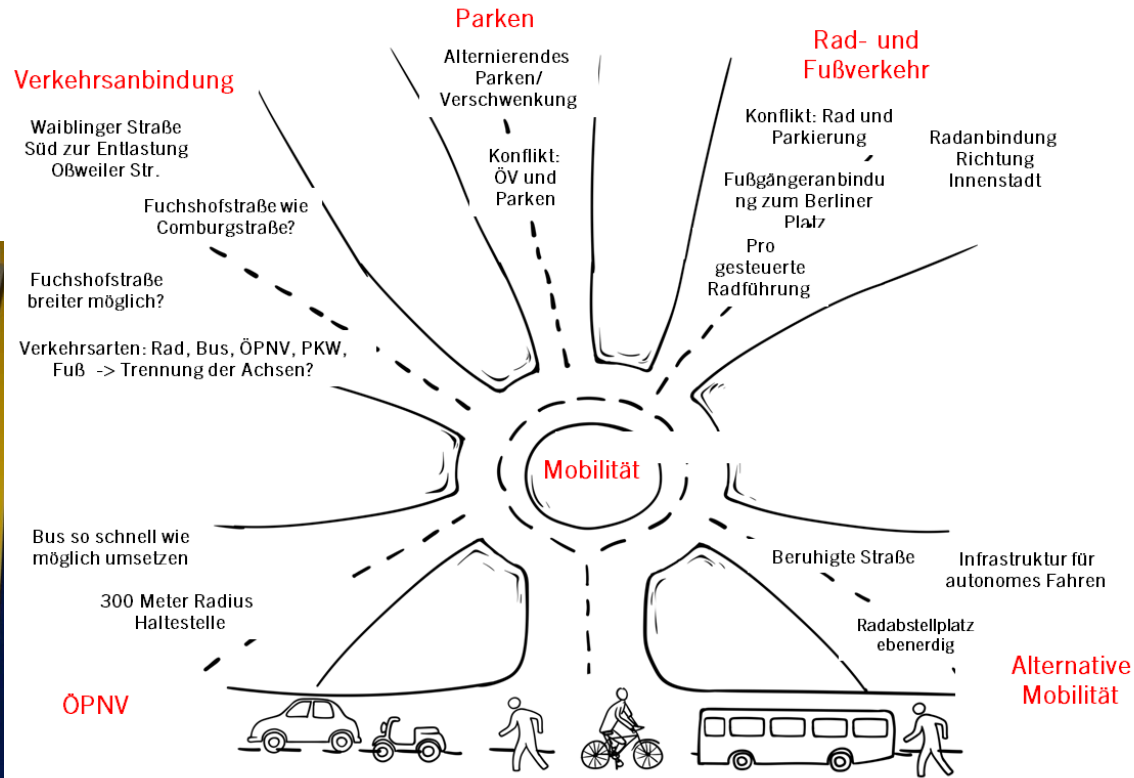 Parken
Alternierendes
Parken/
Verschwenkung
Konflikt:
ÖV und
Parken
Rad- und
Fußverkehr
Konflikt: Rad und
Parkierung
Radanbindung
Richtung
Innenstadt
Fußgängeranbindu
ng zum Berliner
Platz
Pro
gesteuerte
Radführung
Verkehrsanbindung
Waiblinger Straße
Süd zur Entlastung
Oßweiler Str.
Fuchshofstraße wie
Comburgstraße?
Fuchshofstraße
breiter möglich?
Verkehrsarten: Rad, Bus, ÖPNV, PKW,
Fuß -> Trennung der Achsen?
Mobilität
Bus so schnell wie
möglich umsetzen
300 Meter Radius
Haltestelle
ÖPNV
Beruhigte Straße
Infrastruktur für
autonomes Fahren
Radabstellplatz
ebenerdig
Alternative
Mobilität